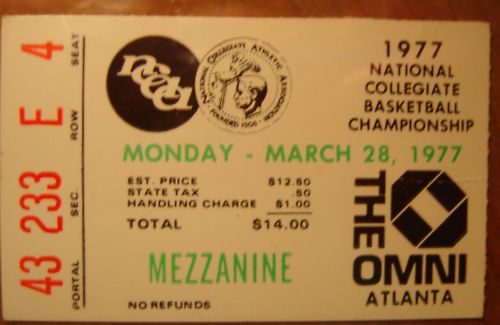 4 SEAT
E ROW
233 SEC.
43 PORTAL
ncaa
NATIONAL COLLEGIATE ATHLETIC ASSOCIATION
FOUNDED 1906
1977
NATIONAL
COLLEGIATE
BASKETBALL
CHAMPIONSHIP
MONDAY - MARCH 28, 1977
EST. PRICE $12.50
STATE TAX .50
HANDLING CHARGE $1.00
TOTAL $14.00
MEZZANINE
NO REFUNDS
THE
OMNI
ATLANTA